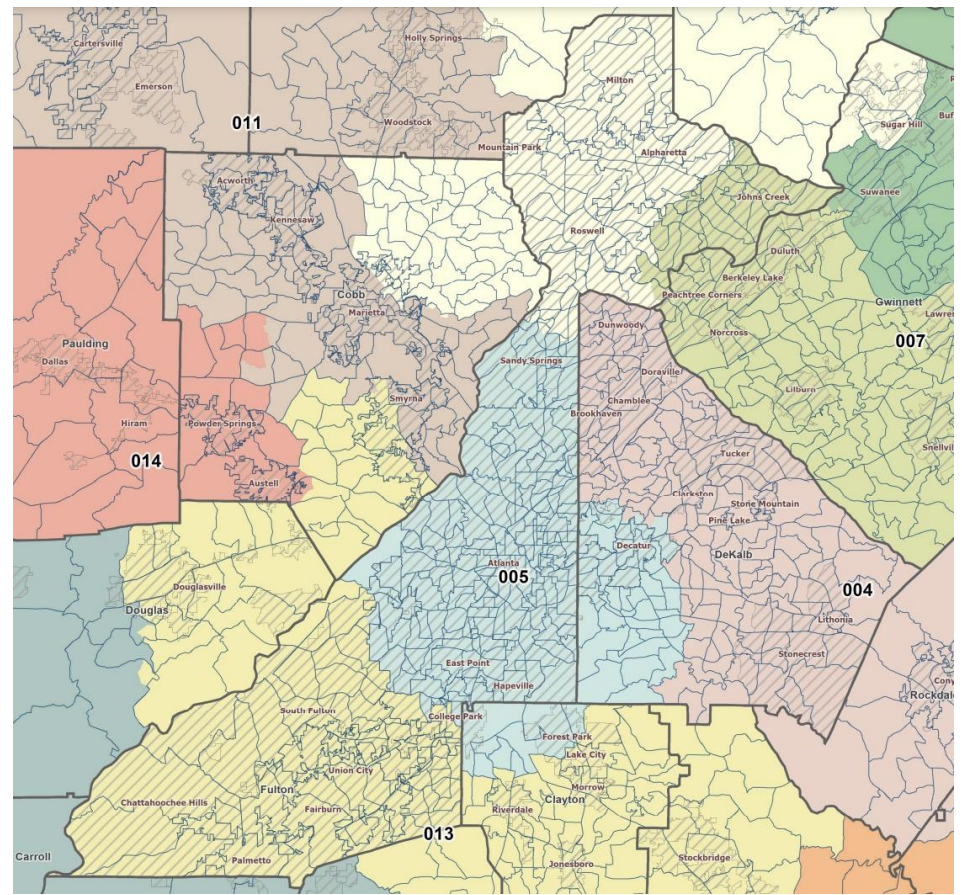 Holly Springs
Cartersville
Milton
Emerson
Sugar Hill
Woodstock
011
Mountain Park
Alpharetta
Acworth
Suwanee
Johns Creek
Kennesaw
Roswell
Duluth
Berkeley Lake
Cobb
Peachtree Corners
Gwinnett
Marietta
Dunwoody
Norcross
007
Paulding
Dallas
Sandy Springs
Doraville
Lilburn
Smyrna
Chamblee
Brookhaven
Hiram
Powder Springs
014
Tucker
Austell
Clarkston
Stone Mountain
Pine Lake
Decatur
DeKalb
Atlanta
005
Douglasville
004
Douglas
Lithonia
Stonecrest
East Point
Hapeville
Rockdal
South Fulton
College Park
Forest Park
Lake City
Union City
Morrow
Fulton
Clayton
Chattahoochee Hills
Fairburn
Riverdale
013
Carroll
Palmetto
Jonesboro
Stockbridge